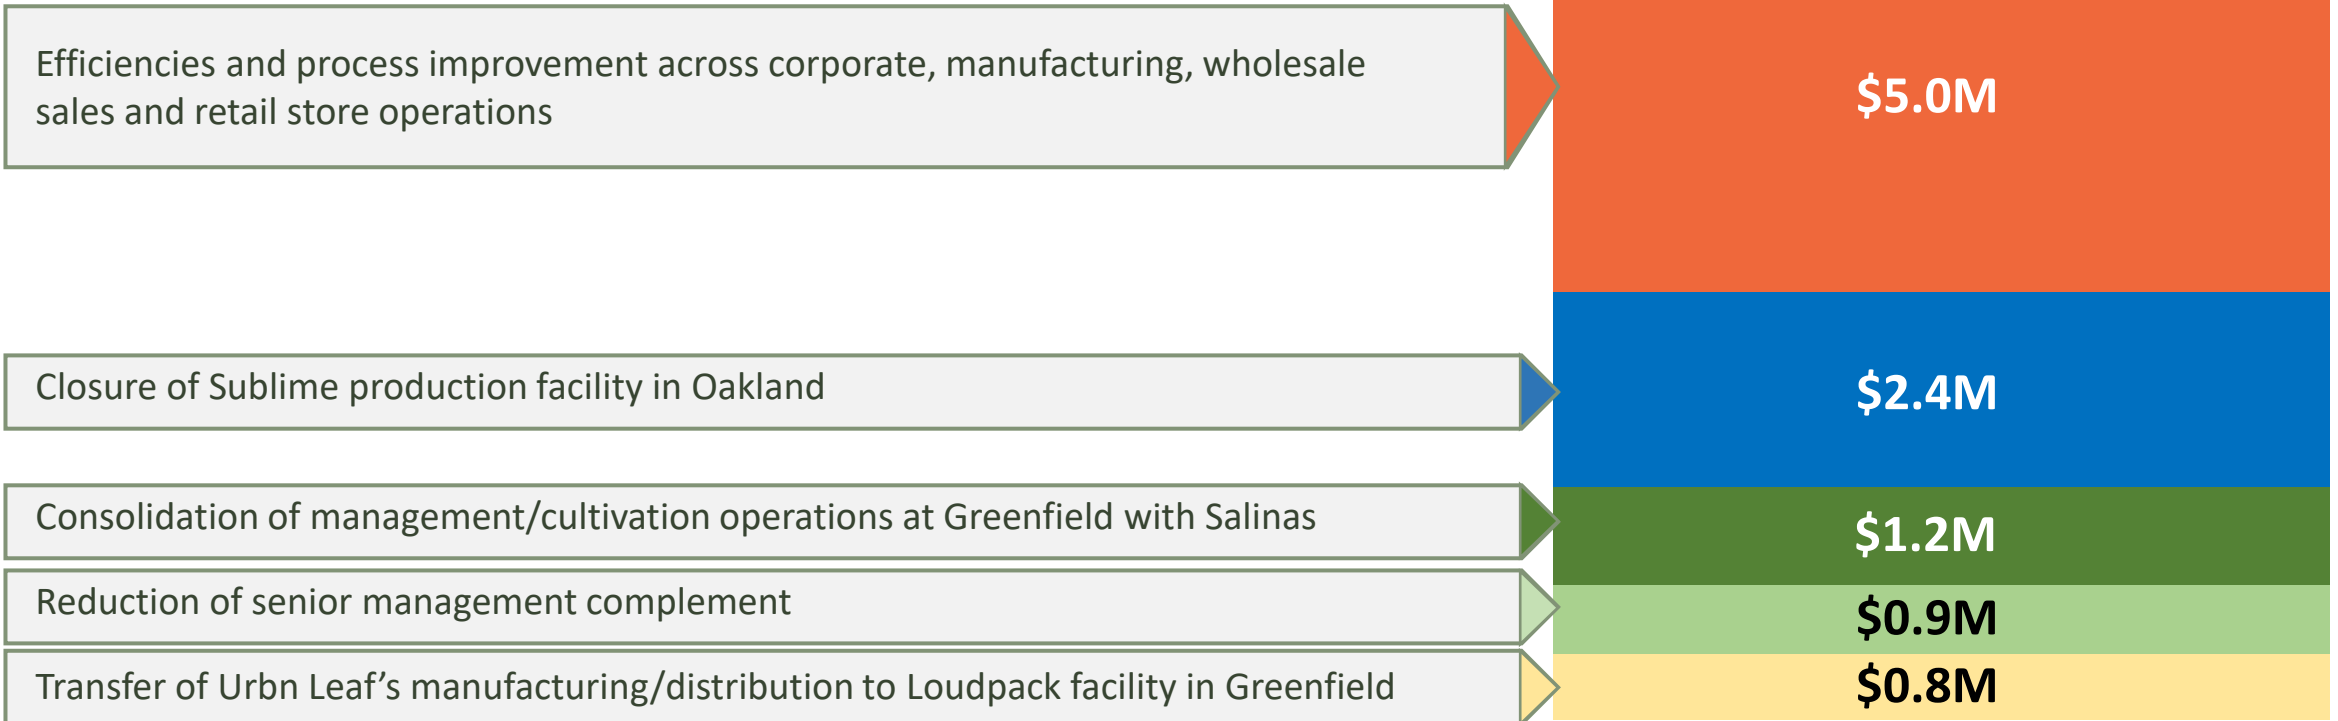 Efficiencies and process improvement across corporate, manufacturing, wholesale
sales and retail store operations
$5.0M
Closure of Sublime production facility in Oakland
$2.4M
Consolidation of management/cultivation operations at Greenfield with Salinas
$1.2M
Reduction of senior management complement
$0.9M
Transfer of Urbn Leaf’s manufacturing/distribution to Loudpack facility in Greenfield
$0.8M